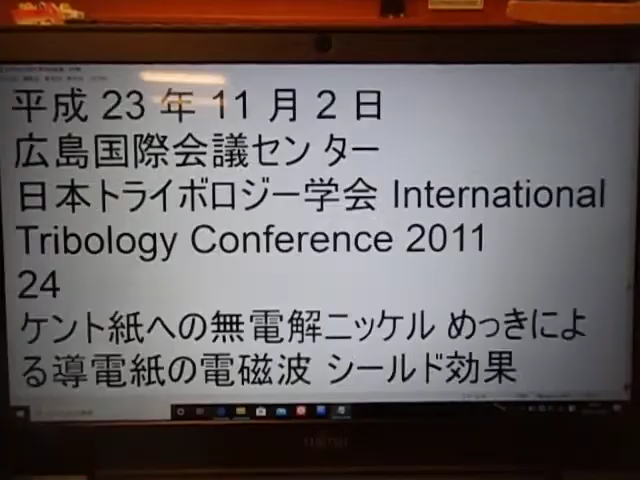 平成 23 年 11 月 2 日
広島国際会議センター
日本トライボロジー学会 International
Tribology Conference 2011
24
ケント紙への無電解ニッケル めっきによ
る導電紙の電磁波 シールド効果
FUJITSU